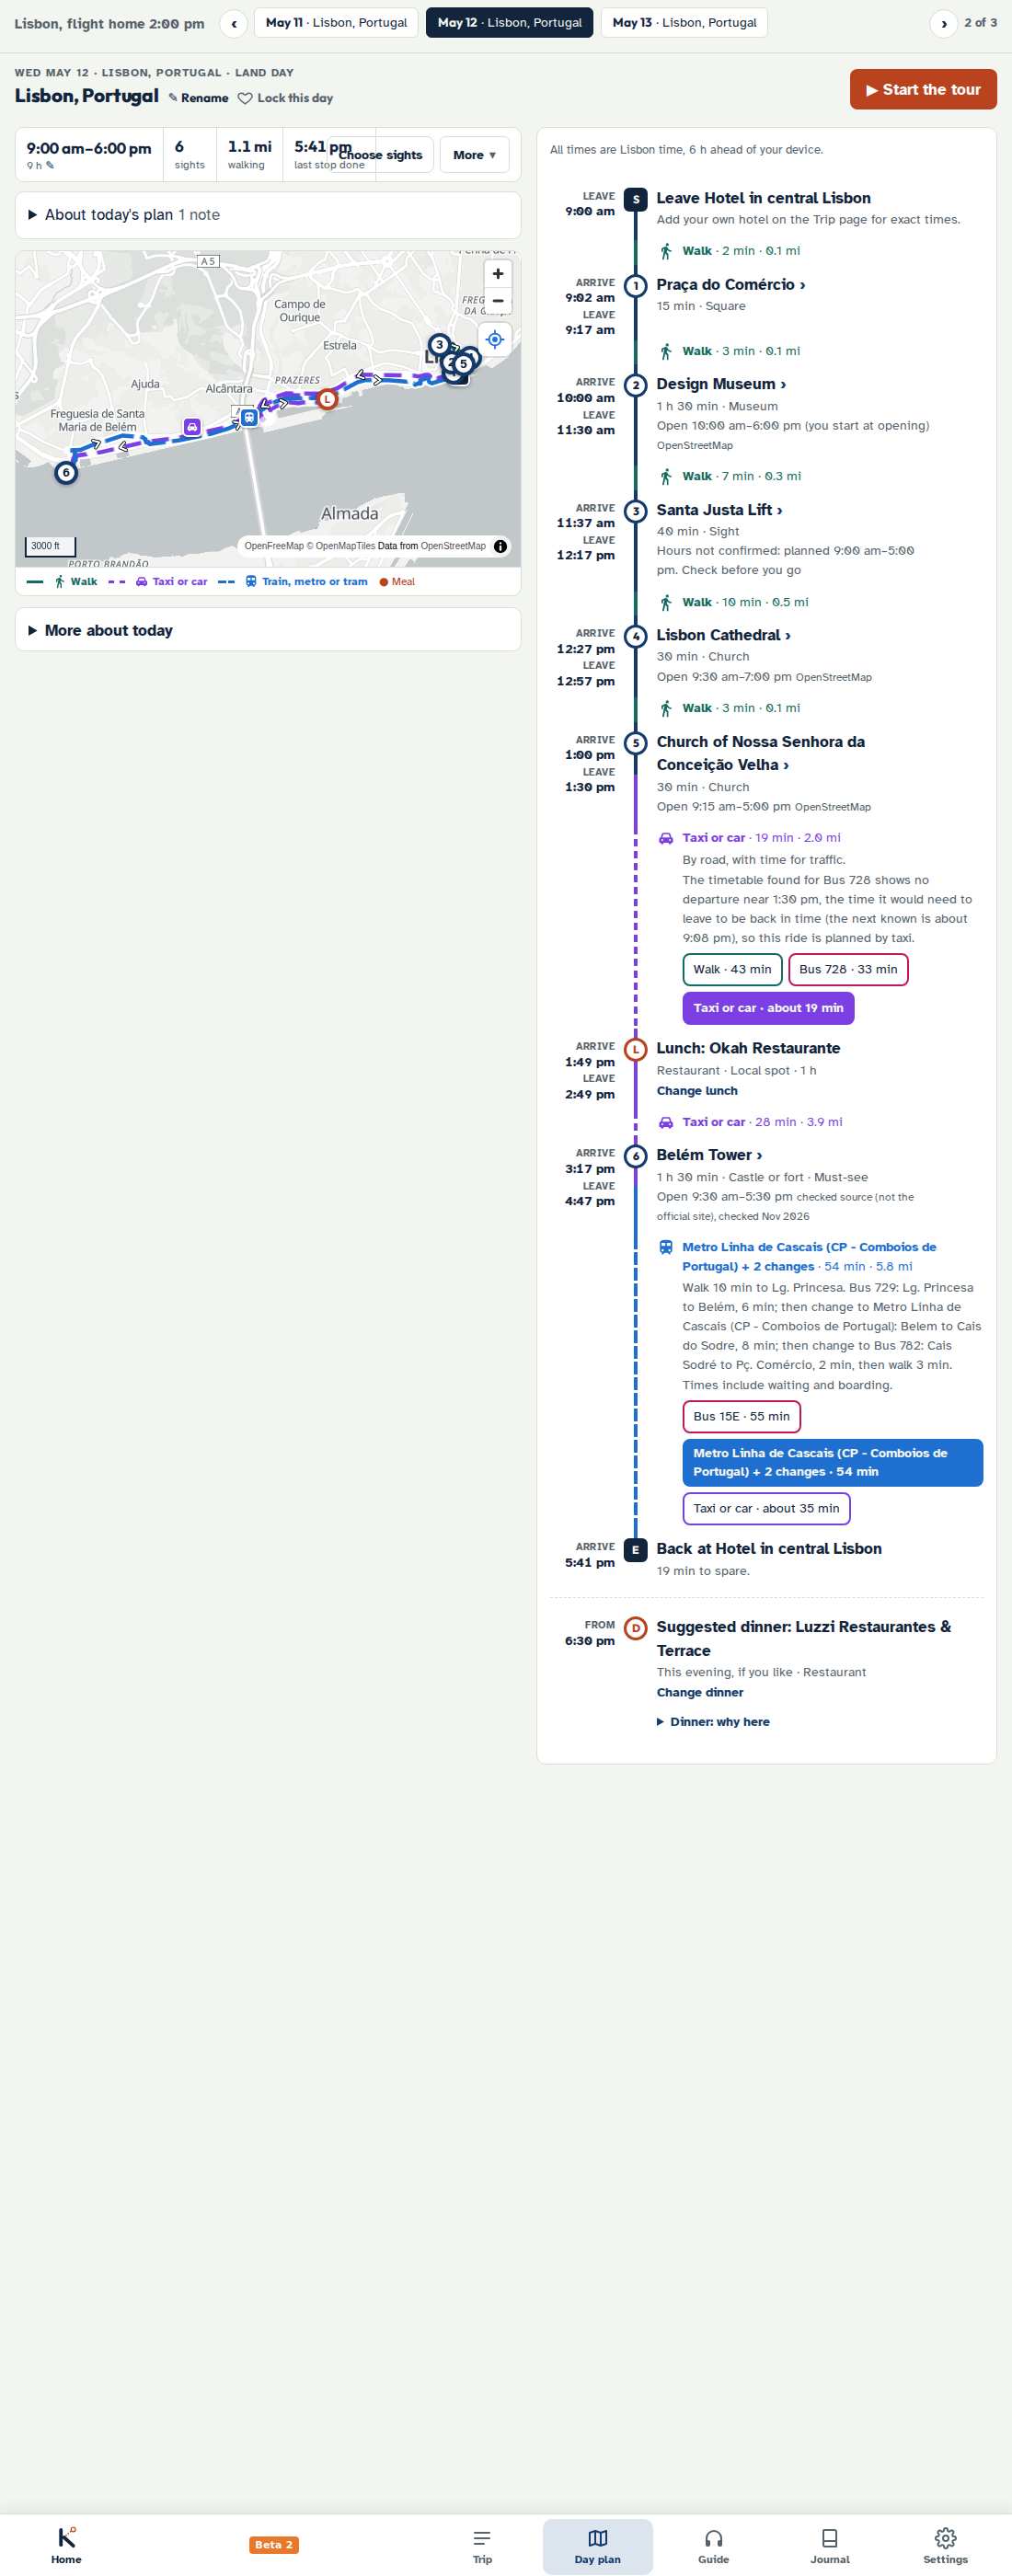 Lisbon, flight home 2:00 pm
‹
May 11 · Lisbon, Portugal
May 12 · Lisbon, Portugal
May 13 · Lisbon, Portugal
›
2 of 3
WED MAY 12 · LISBON, PORTUGAL · LAND DAY
Lisbon, Portugal ✎ Rename Lock this day
▶ Start the tour
9:00 am–6:00 pm
9 h ✎
6
sights
1.1 mi
walking
5:41 pm
last stop done
Choose sights
More ▾
▶ About today's plan 1 note
A 5
Campo de
Ourique
Estrela
Ajuda
Alcântara
PRAZERES
Freguesia de Santa
Maria de Belém
3
5
L
6
Almada
3000 ft
PORTO BRANDÃO
OpenFreeMap © OpenMapTiles Data from OpenStreetMap
+
−
Walk
Taxi or car
Train, metro or tram
Meal
▶ More about today
All times are Lisbon time, 6 h ahead of your device.
LEAVE
9:00 am
S
Leave Hotel in central Lisbon
Add your own hotel on the Trip page for exact times.
Walk · 2 min · 0.1 mi
ARRIVE
9:02 am
LEAVE
9:17 am
1
Praça do Comércio ›
15 min · Square
Walk · 3 min · 0.1 mi
ARRIVE
10:00 am
LEAVE
11:30 am
2
Design Museum ›
1 h 30 min · Museum
Open 10:00 am–6:00 pm (you start at opening)
OpenStreetMap
Walk · 7 min · 0.3 mi
ARRIVE
11:37 am
LEAVE
12:17 pm
3
Santa Justa Lift ›
40 min · Sight
Hours not confirmed: planned 9:00 am–5:00
pm. Check before you go
Walk · 10 min · 0.5 mi
ARRIVE
12:27 pm
LEAVE
12:57 pm
4
Lisbon Cathedral ›
30 min · Church
Open 9:30 am–7:00 pm OpenStreetMap
Walk · 3 min · 0.1 mi
ARRIVE
1:00 pm
LEAVE
1:30 pm
5
Church of Nossa Senhora da
Conceição Velha ›
30 min · Church
Open 9:15 am–5:00 pm OpenStreetMap
Taxi or car · 19 min · 2.0 mi
By road, with time for traffic.
The timetable found for Bus 728 shows no
departure near 1:30 pm, the time it would need to
leave to be back in time (the next known is about
9:08 pm), so this ride is planned by taxi.
Walk · 43 min
Bus 728 · 33 min
Taxi or car · about 19 min
ARRIVE
1:49 pm
LEAVE
2:49 pm
L
Lunch: Okah Restaurante
Restaurant · Local spot · 1 h
Change lunch
Taxi or car · 28 min · 3.9 mi
ARRIVE
3:17 pm
LEAVE
4:47 pm
6
Belém Tower ›
1 h 30 min · Castle or fort · Must-see
Open 9:30 am–5:30 pm checked source (not the
official site), checked Nov 2026
Metro Linha de Cascais (CP - Comboios de
Portugal) + 2 changes · 54 min · 5.8 mi
Walk 10 min to Lg. Princesa. Bus 729: Lg. Princesa
to Belém, 6 min; then change to Metro Linha de
Cascais (CP - Comboios de Portugal): Belem to Cais
do Sodre, 8 min; then change to Bus 782: Cais
Sodré to Pç. Comércio, 2 min, then walk 3 min.
Times include waiting and boarding.
Bus 15E · 55 min
Metro Linha de Cascais (CP - Comboios de
Portugal) + 2 changes · 54 min
Taxi or car · about 35 min
ARRIVE
5:41 pm
E
Back at Hotel in central Lisbon
19 min to spare.
FROM
6:30 pm
D
Suggested dinner: Luzzi Restaurantes &
Terrace
This evening, if you like · Restaurant
Change dinner
▶ Dinner: why here
Home
Beta 2
Trip
Day plan
Guide
Journal
Settings